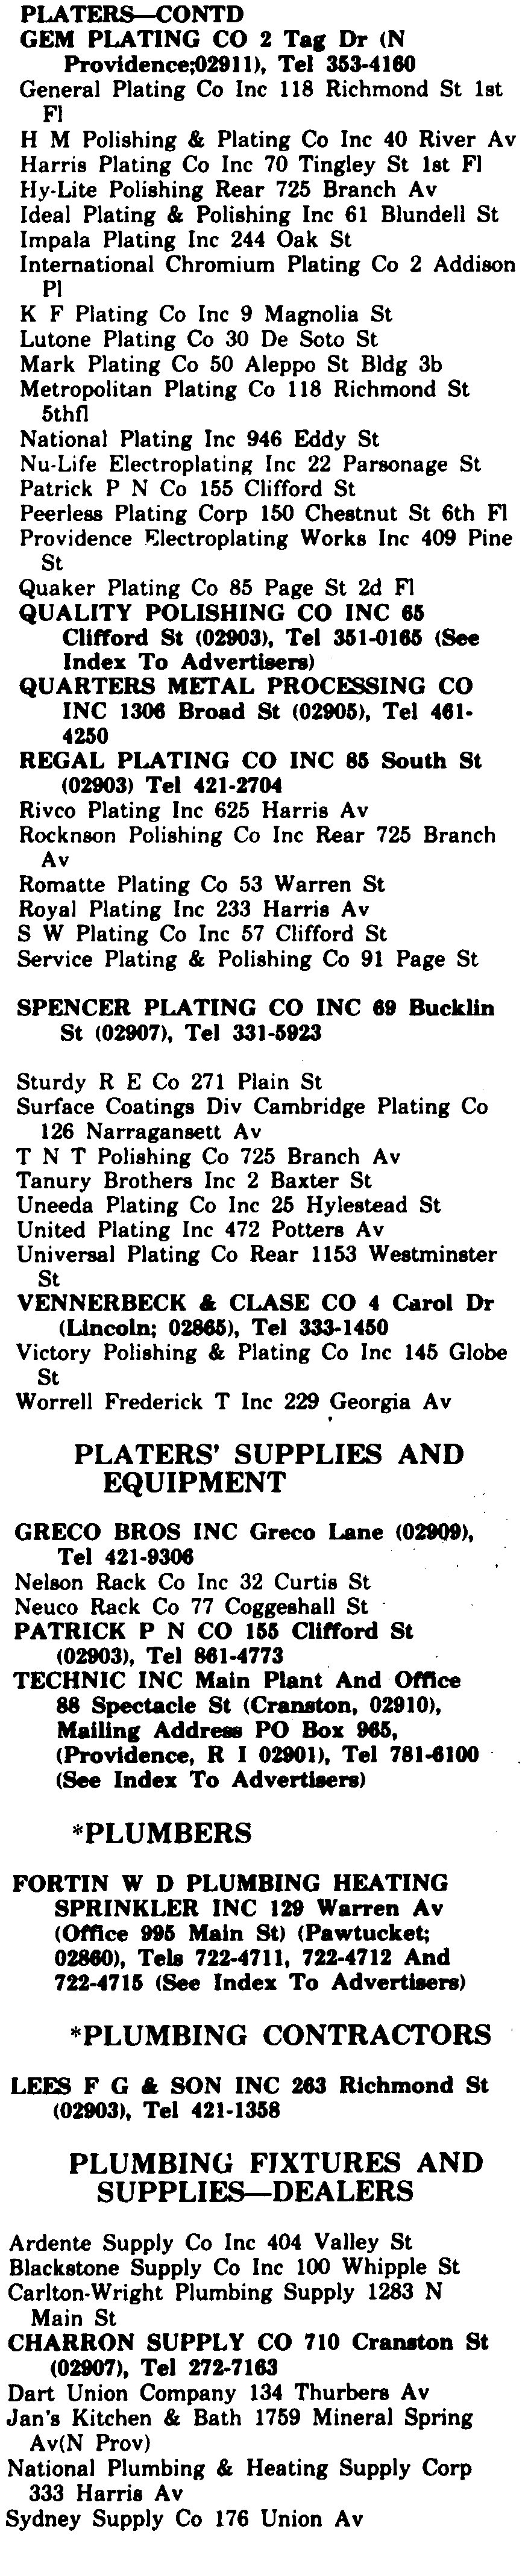 PLATERS—CONTD
GEM PLATING CO 2 Tag Dr (N
Providence;02911), Tel 353-4160
General Plating Co Inc 118 Richmond St 1st
Fl
H M Polishing & Plating Co Inc 40 River Av
Harris Plating Co Inc 70 Tingley St 1st Fl
Hy-Lite Polishing Rear 725 Branch Av
Ideal Plating & Polishing Inc 61 Blundell St
Impala Plating Inc 244 Oak St
International Chromium Plating Co 2 Addison
Pl
K F Plating Co Inc 9 Magnolia St
Lutone Plating Co 30 De Soto St
Mark Plating Co 50 Aleppo St Bldg 3b
Metropolitan Plating Co 118 Richmond St
5thfl
National Plating Inc 946 Eddy St
Nu-Life Electroplating Inc 22 Parsonage St
Patrick P N Co 155 Clifford St
Peerless Plating Corp 150 Chestnut St 6th Fl
Providence Electroplating Works Inc 409 Pine
St
Quaker Plating Co 85 Page St 2d Fl
QUALITY POLISHING CO INC 65
Clifford St (02903), Tel 351-0165 (See
Index To Advertisers)
QUARTERS METAL PROCESSING CO
INC 1306 Broad St (02905), Tel 461-
4250
REGAL PLATING CO INC 85 South St
(02903) Tel 421-2704
Rivco Plating Inc 625 Harris Av
Rocknson Polishing Co Inc Rear 725 Branch
Av
Romatte Plating Co 53 Warren St
Royal Plating Inc 233 Harris Av
S W Plating Co Inc 57 Clifford St
Service Plating & Polishing Co 91 Page St
SPENCER PLATING CO INC 69 Bucklin
St (02907), Tel 331-5923
Sturdy R E Co 271 Plain St
Surface Coatings Div Cambridge Plating Co
126 Narragansett Av
T N T Polishing Co 725 Branch Av
Tanury Brothers Inc 2 Baxter St
Uneeda Plating Co Inc 25 Hylestead St
United Plating Inc 472 Potters Av
Universal Plating Co Rear 1153 Westminster
St
VENNERBECK & CLASE CO 4 Carol Dr
(Lincoln; 02865), Tel 333-1450
Victory Polishing & Plating Co Inc 145 Globe
St
Worrell Frederick T Inc 229 Georgia Av
PLATERS' SUPPLIES AND
EQUIPMENT
GRECO BROS INC Greco Lane (02909),
Tel 421-9306
Nelson Rack Co Inc 32 Curtis St
Neuco Rack Co 77 Coggeshall St
PATRICK P N CO 155 Clifford St
(02903), Tel 861-4773
TECHNIC INC Main Plant And Office
88 Spectacle St (Cranston, 02910),
Mailing Address PO Box 965,
(Providence, R I 02901), Tel 781-6100
(See Index To Advertisers)
*PLUMBERS
FORTIN W D PLUMBING HEATING
SPRINKLER INC 129 Warren Av
(Office 995 Main St) (Pawtucket;
02860), Tels 722-4711, 722-4712 And
722-4715 (See Index To Advertisers)
*PLUMBING CONTRACTORS
LEES F G & SON INC 263 Richmond St
(02903), Tel 421-1358
PLUMBING FIXTURES AND
SUPPLIES—DEALERS
Ardente Supply Co Inc 404 Valley St
Blackstone Supply Co Inc 100 Whipple St
Carlton-Wright Plumbing Supply 1283 N
Main St
CHARRON SUPPLY CO 710 Cranston St
(02907), Tel 272-7163
Dart Union Company 134 Thurbers Av
Jan's Kitchen & Bath 1759 Mineral Spring
Av(N Prov)
National Plumbing & Heating Supply Corp
333 Harris Av
Sydney Supply Co 176 Union Av